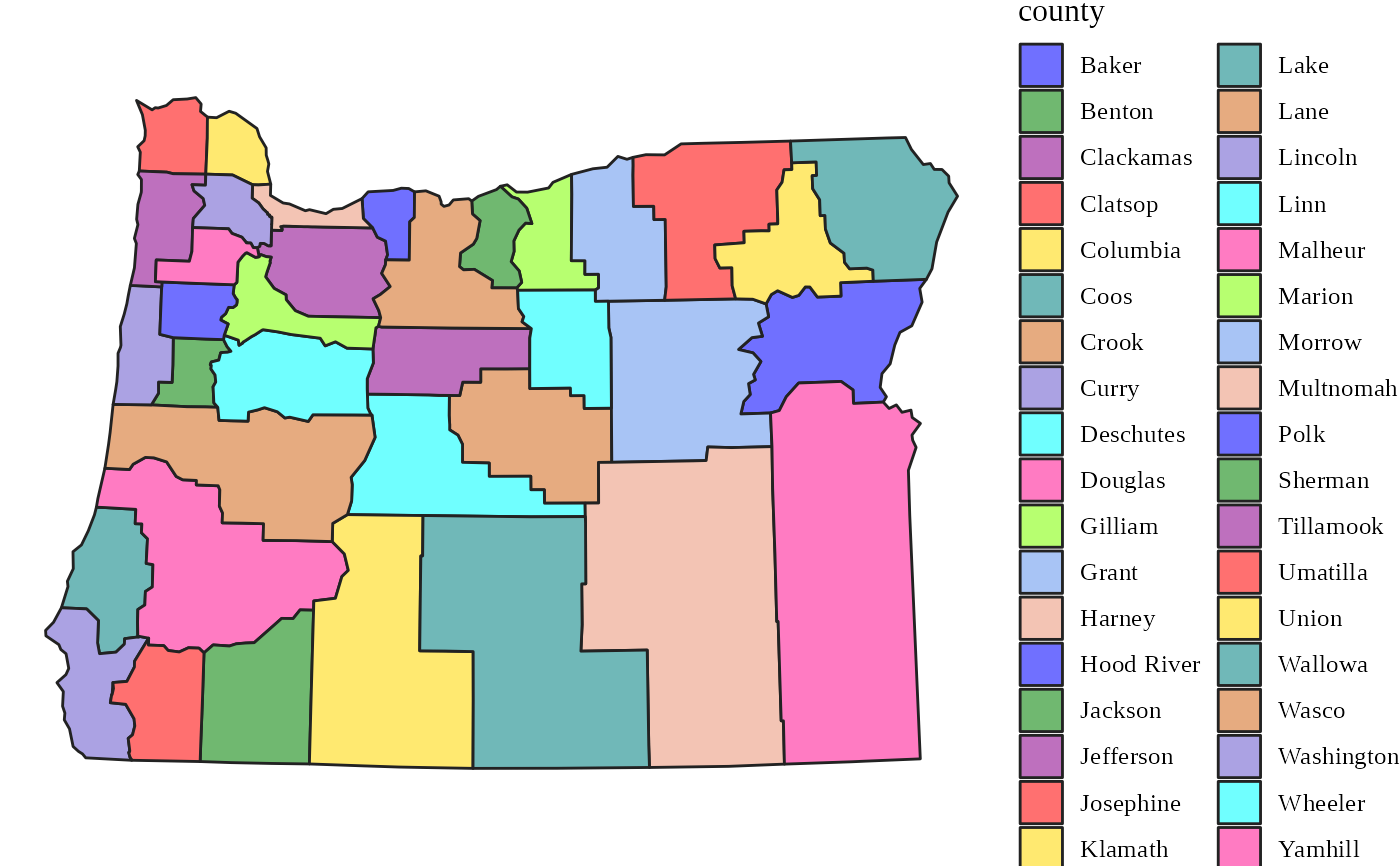 county
Baker
Benton
Clackamas
Clatsop
Columbia
Coos
Crook
Curry
Deschutes
Douglas
Gilliam
Grant
Harney
Hood River
Jackson
Jefferson
Josephine
Klamath
Lake
Lane
Lincoln
Linn
Malheur
Marion
Morrow
Multnomah
Polk
Sherman
Tillamook
Umatilla
Union
Wallowa
Wasco
Washington
Wheeler
Yamhill